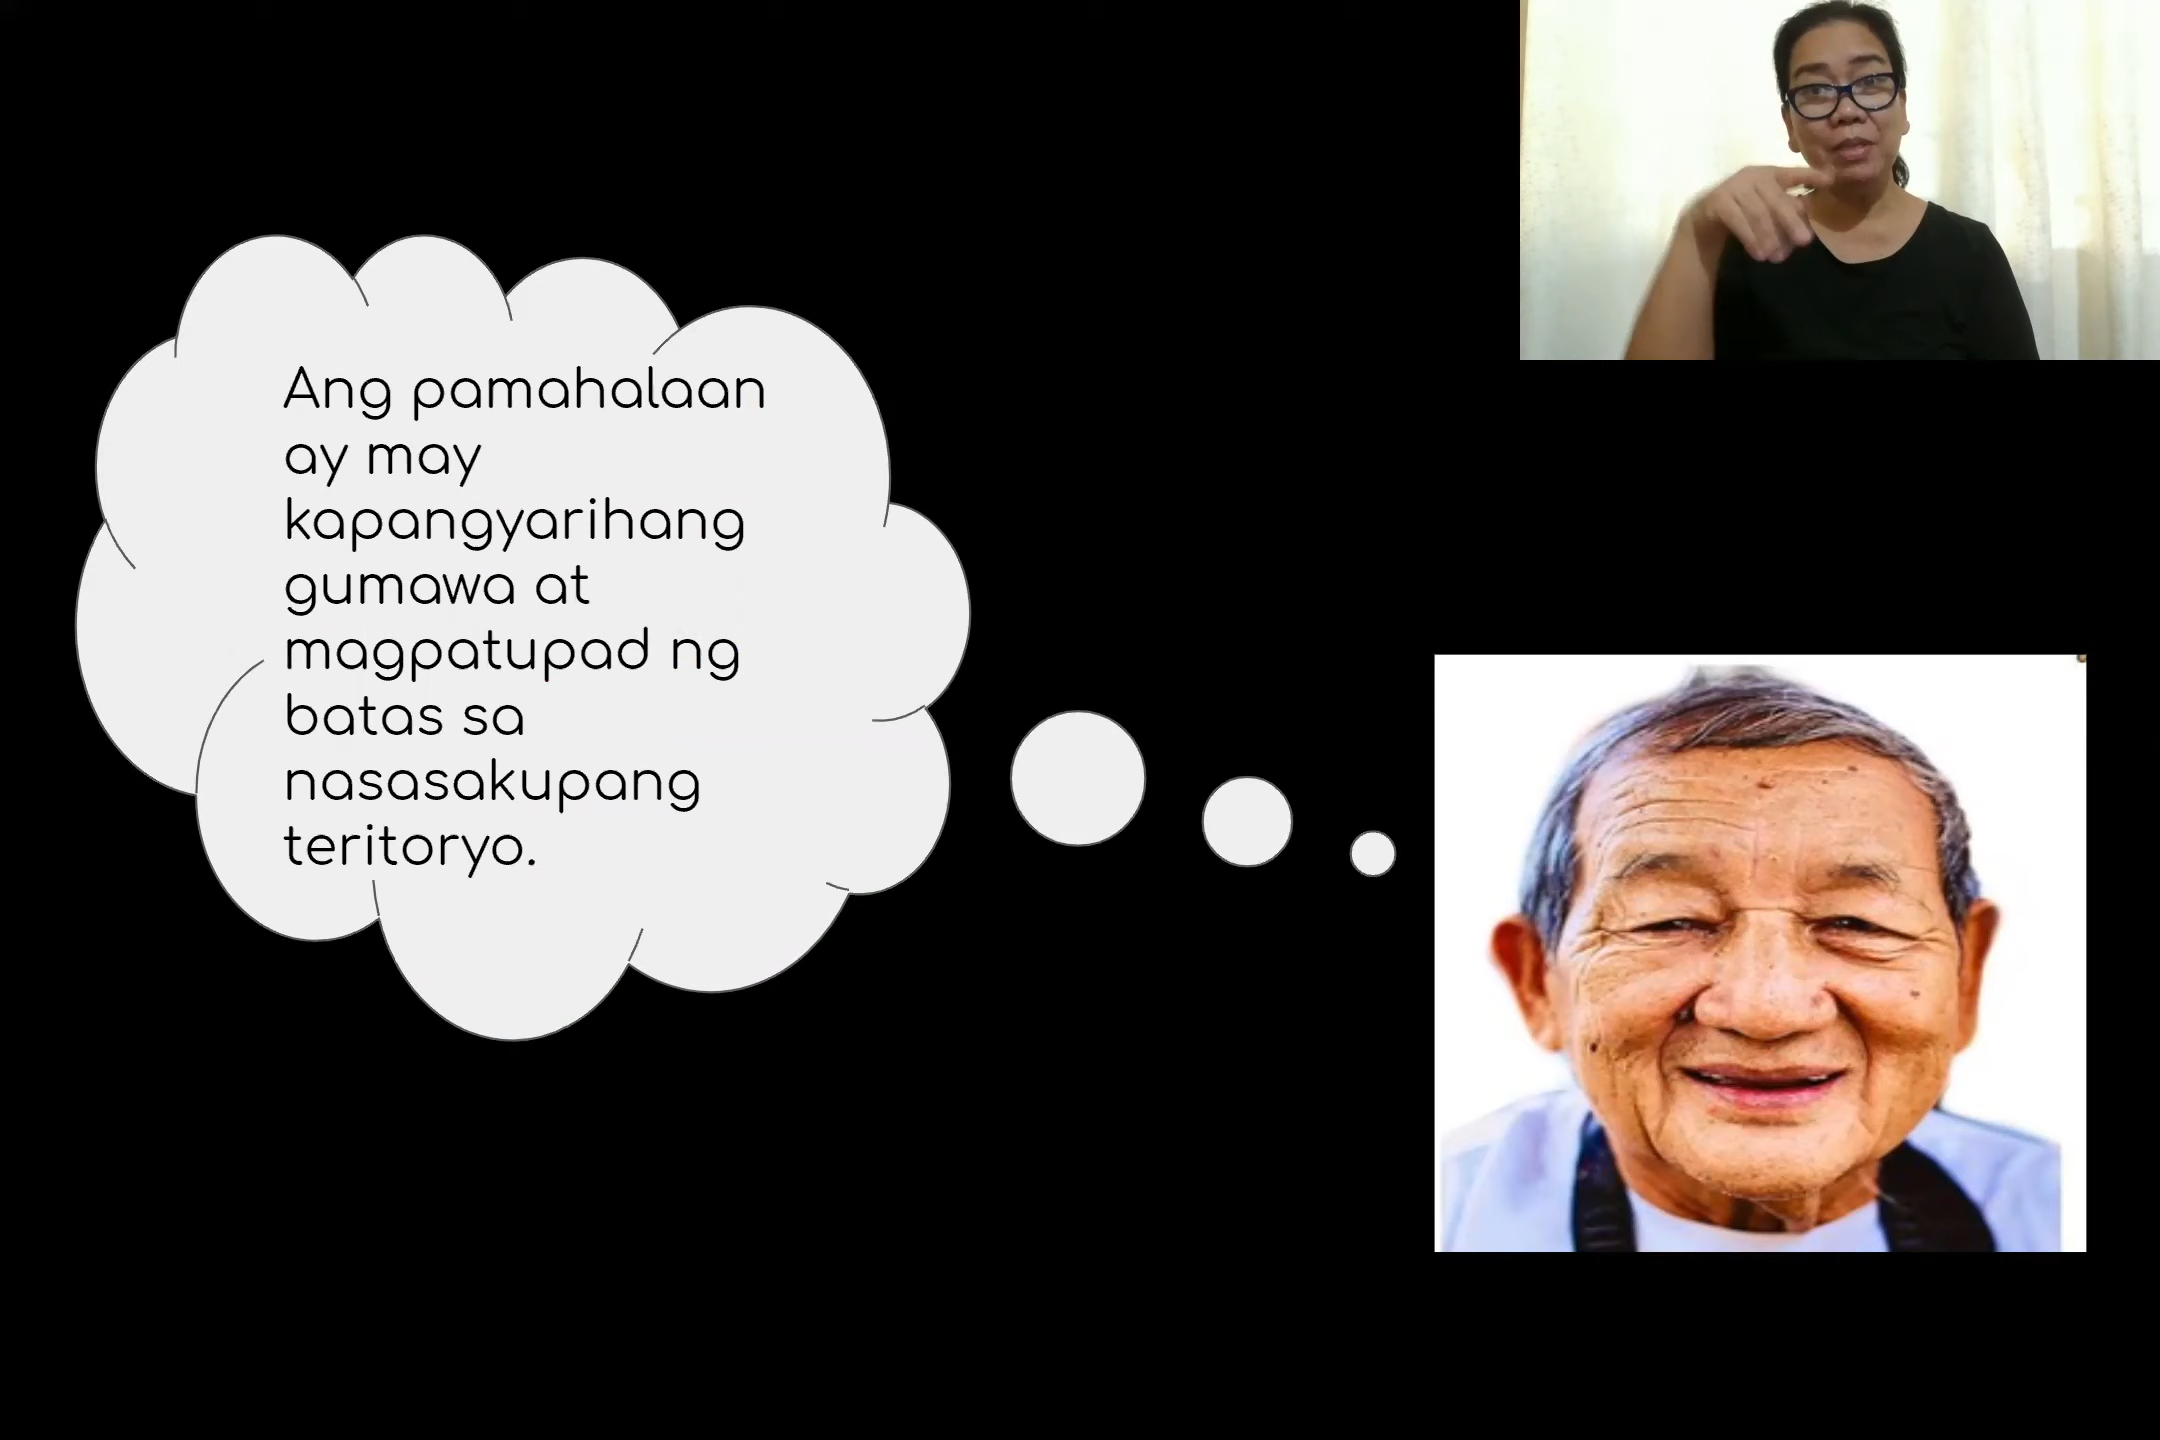 Ang pamahalaan
ay may
kapangyarihang
gumawa at
magpatupad ng
batas sa
nasasakupang
teritoryo.